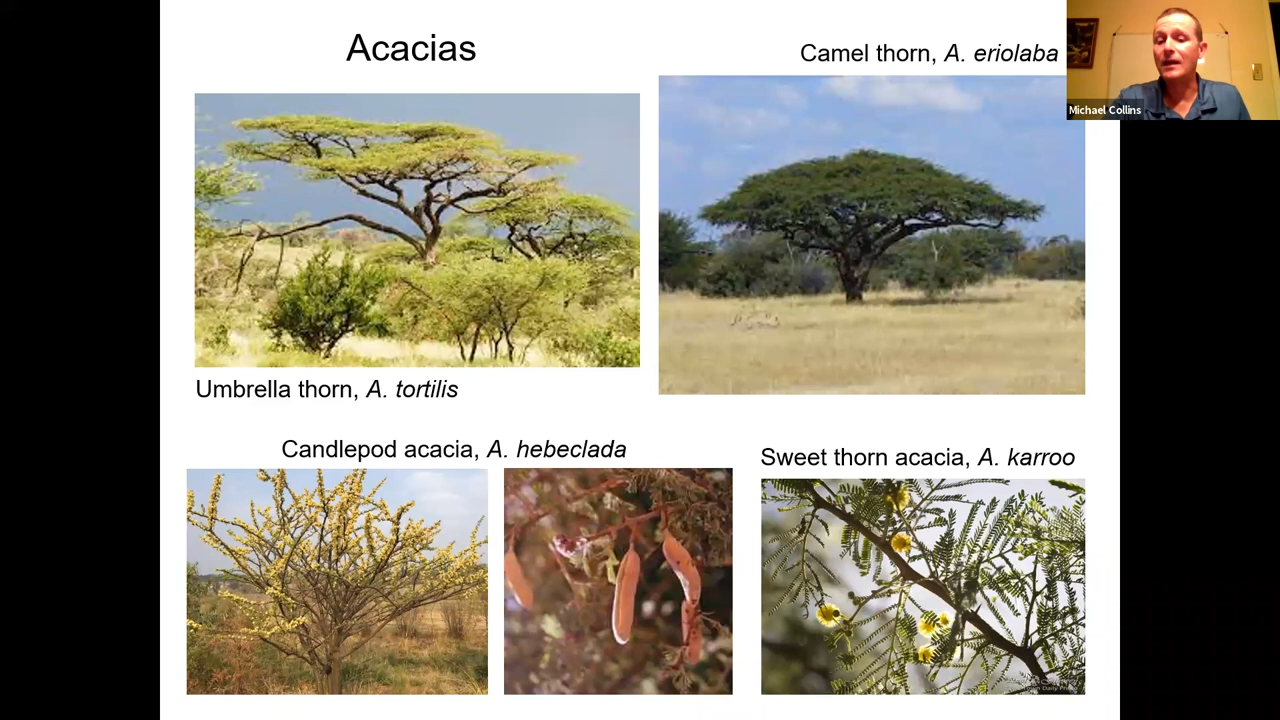 Acacias
Camel thorn, A. eriolaba
Michael Collins
Umbrella thorn, A. tortilis
Candlepod acacia, A. hebeclada
Sweet thorn acacia, A. karroo